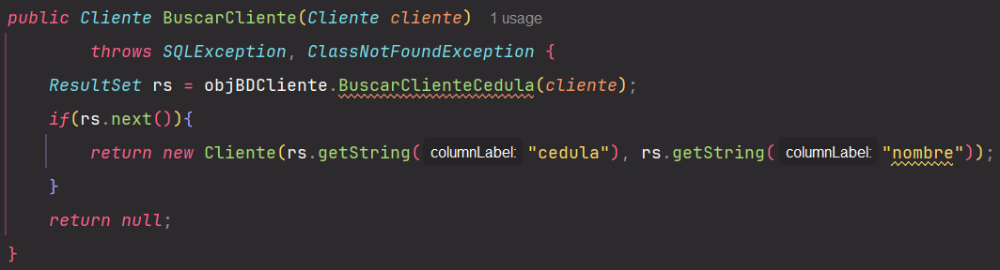 public Cliente BuscarCliente(Cliente cliente) 1 usage
throws SQLException, ClassNotFoundException {
ResultSet rs = objBDCliente.BuscarClienteCedula(cliente);
if(rs.next()){
return new Cliente(rs.getString( columnLabel: "cedula"), rs.getString( columnLabel: "nombre"));
}
return null;
}